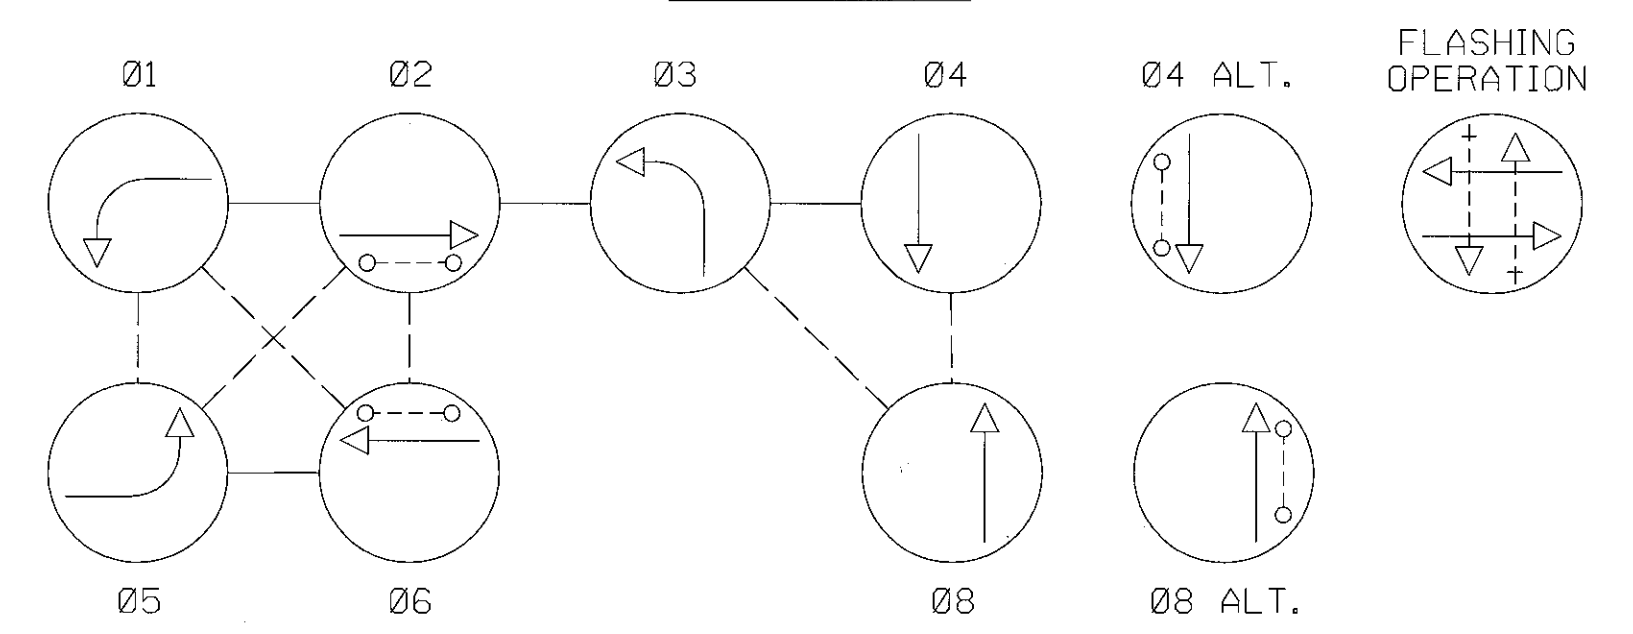 Ø1
Ø2
Ø3
Ø4
Ø4 ALT.
FLASHING
OPERATION
Ø5
Ø6
Ø8
Ø8 ALT.